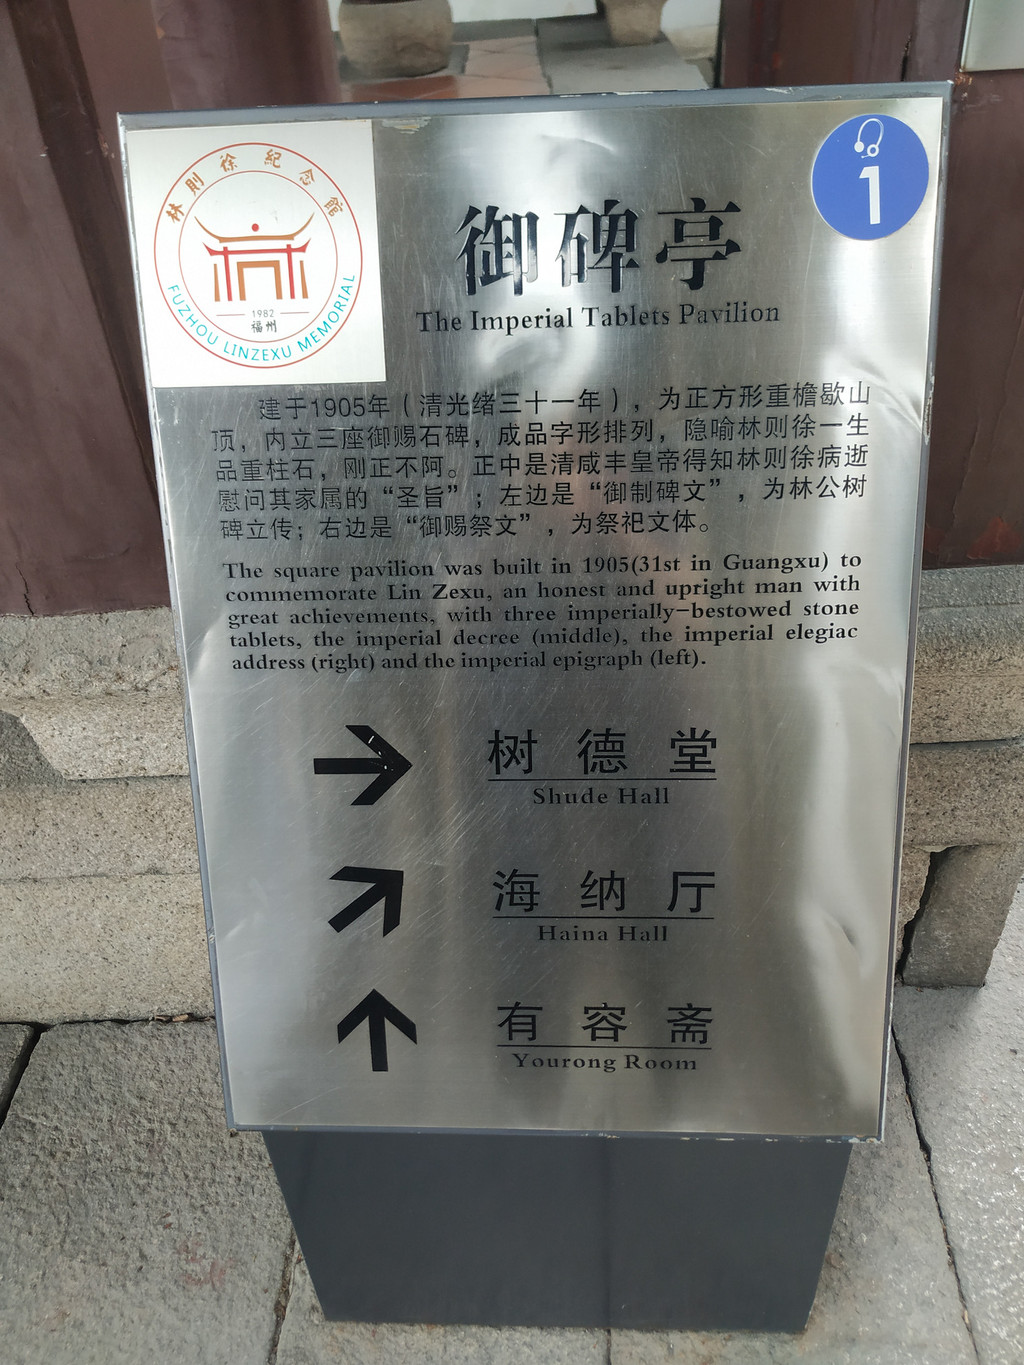 林則徐紀念館
1982
福州
FUZHOU LINZEXU MEMORIAL
1
御碑亭
The Imperial Tablets Pavilion
建于1905年（清光绪三十一年），为正方形重檐歇山
顶，内立三座御赐石碑，成品字形排列，隐喻林则徐一生
品重柱石，刚正不阿。正中是清咸丰皇帝得知林则徐病逝
慰问其家属的“圣旨”；左边是“御制碑文”，为林公树
碑立传；右边是“御赐祭文”，为祭祀文体。
The square pavilion was built in 1905(31st in Guangxu) to
commemorate Lin Zexu, an honest and upright man with
great achievements, with three imperially-bestowed stone
tablets, the imperial decree (middle), the imperial elegiac
address (right) and the imperial epigraph (left).
树德堂
Shude Hall
海纳厅
Haina Hall
有容斋
Yourong Room